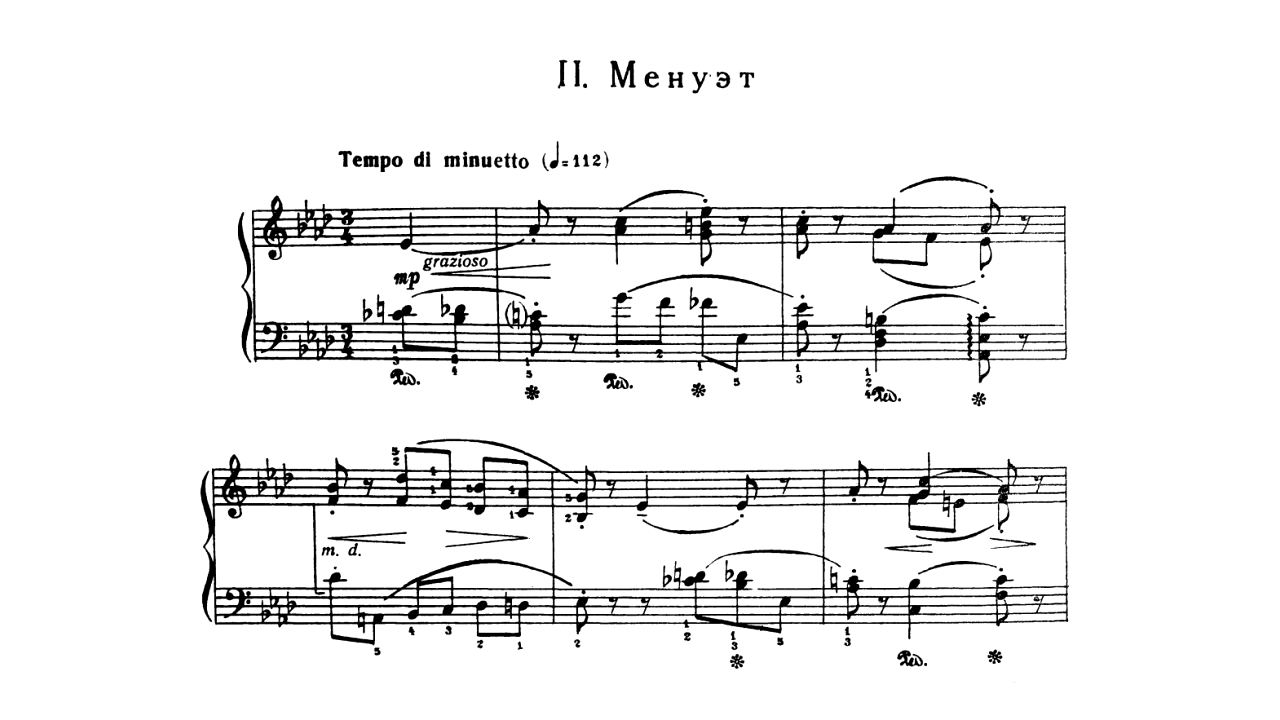 II. Менуэт
Tempo di minuetto (♩=112)
grazioso
mp
m. d.